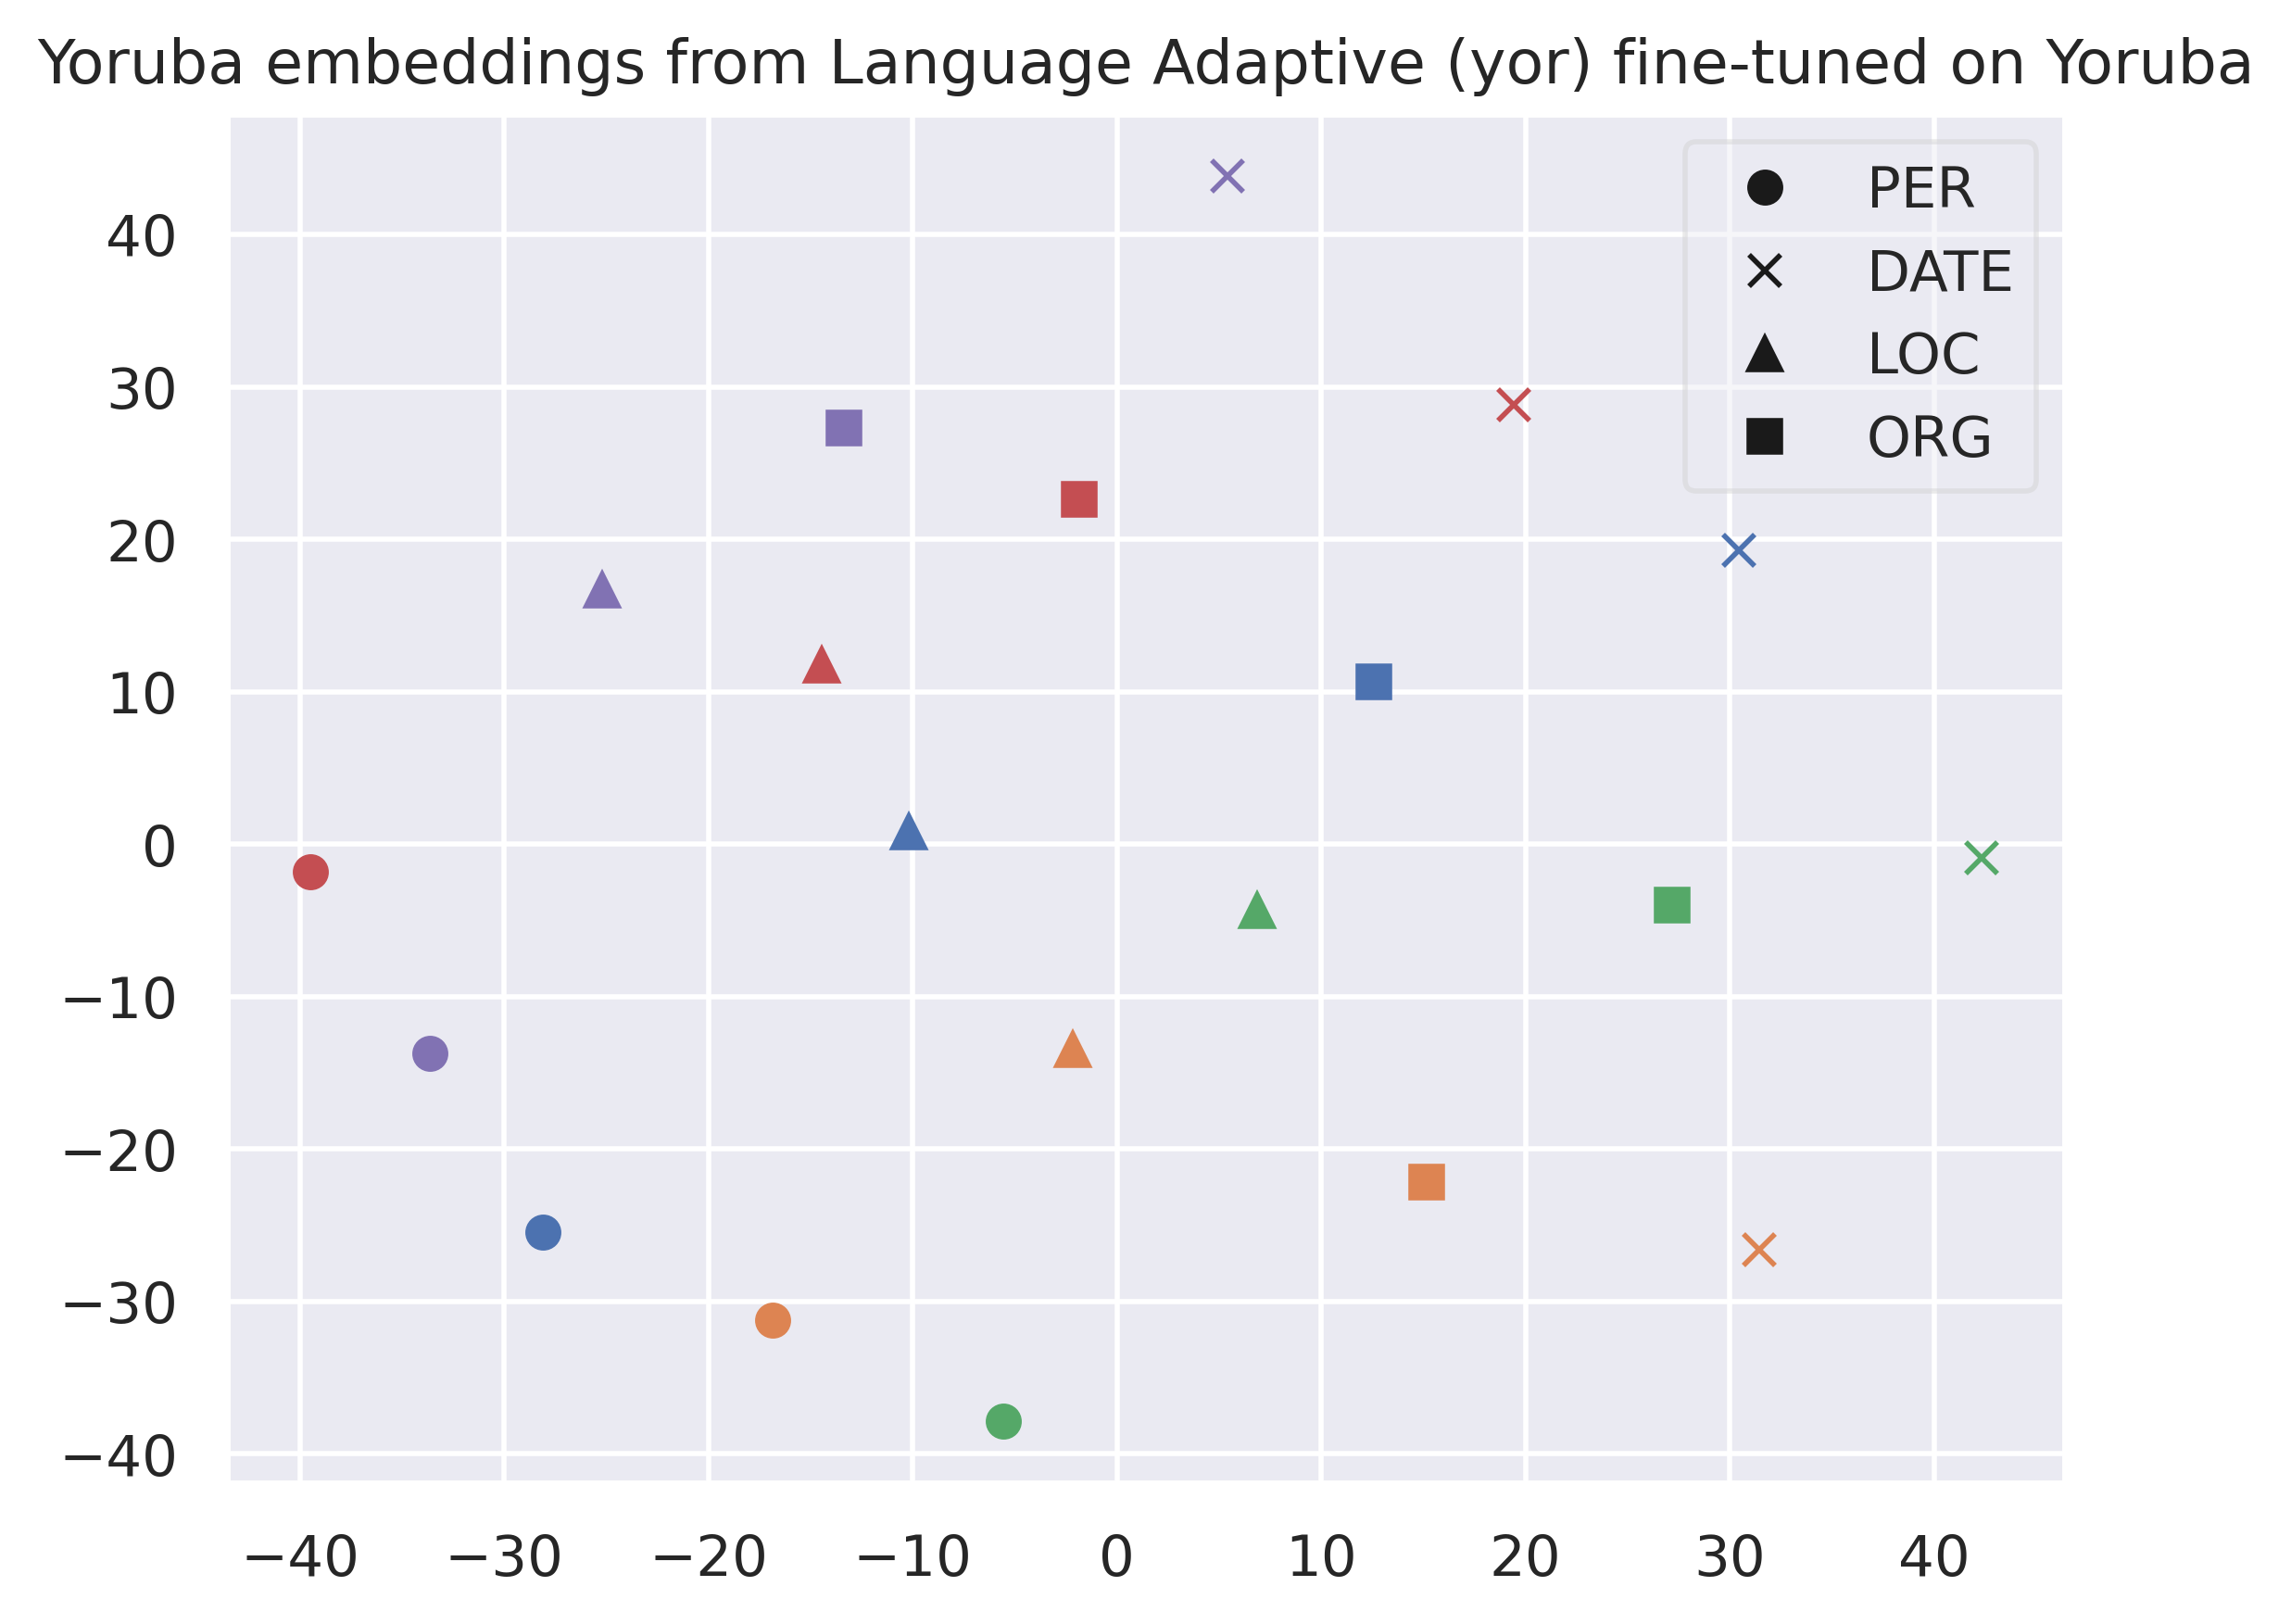 Yoruba embeddings from Language Adaptive (yor) fine-tuned on Yoruba
PER
DATE
LOC
ORG
40
30
20
10
0
−10
−20
−30
−40
−40 −30 −20 −10 0 10 20 30 40